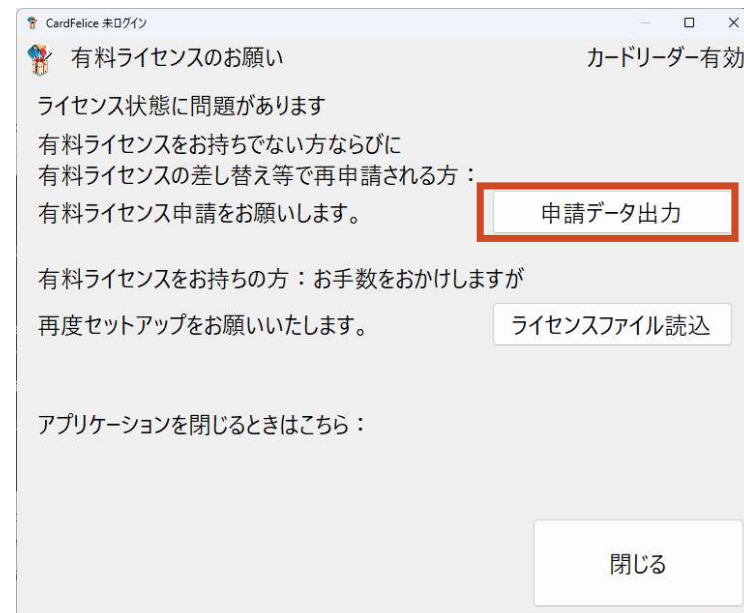 CardFelice 未ログイン
有料ライセンスのお願い
カードリーダー有効
ライセンス状態に問題があります
有料ライセンスをお持ちでない方ならびに
有料ライセンスの差し替え等で再申請される方：
有料ライセンス申請をお願いします。
申請データ出力
有料ライセンスをお持ちの方：お手数をおかけしますが
再度セットアップをお願いいたします。
ライセンスファイル読込
アプリケーションを閉じるときはこちら：
閉じる